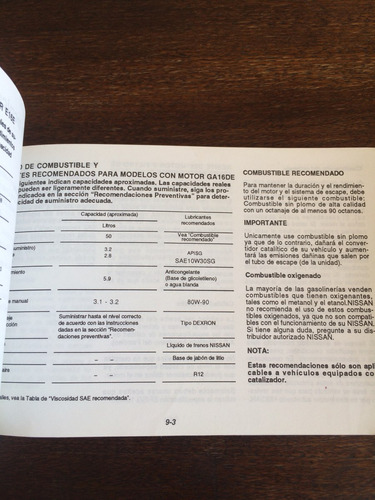 O DE COMBUSTIBLE Y
ES RECOMENDADOS PARA MODELOS CON MOTOR GA16DE
siguientes indican capacidades aproximadas. Las capacidades reales
pueden ser ligeramente diferentes. Cuando suministre, siga los pro-
indicados en la sección "Recomendaciones Preventivas" para deter-
cidad de suministro adecuada.
Capacidad (aproximada)
Lubricantes
recomendados
Litros
50
Vea "Combustible
recomendado"
suministro)
3.2
2.8
API SG
SAE10W30SG
miento
5.9
Anticongelante
(Base de glicoletileno)
o agua blanda
manual
3.1 - 3.2
80W-90
Suministrar hasta el nivel correcto
de acuerdo con las instrucciones
dadas en la sección "Recomen-
daciones preventivas".
Tipo DEXRON
Líquido de frenos NISSAN
– –
Base de jabón de litio
– –
R12
vea la Tabla de "Viscosidad SAE recomendada".
9-3
COMBUSTIBLE RECOMENDADO
Para mantener la duración y el rendimien-
to del motor y el sistema de escape, debe
utilizarse el siguiente combustible:
Combustible sin plomo de alta calidad
con un octanaje de al menos 90 octanos.
IMPORTANTE
Unicamente use combustible sin plomo
ya que de lo contrario, dañará el conver-
tidor catalítico de su vehículo y aumen-
tará las emisiones dañinas que salen por
el tubo de escape (de la unidad).
Combustible oxigenado
La mayoría de las gasolinerías venden
combustibles que tienen oxigenantes,
tales como el metanol y el etanol.NISSAN
no recomienda el uso de estos combus-
tibles oxigenados, ya que no son compati-
bles con el funcionamiento de su NISSAN.
Si tiene alguna duda, pregunte a su dis-
tribuidor autorizado NISSAN.
NOTA:
Estas recomendaciones sólo son apli
cables a vehículos equipados co
catalizador.